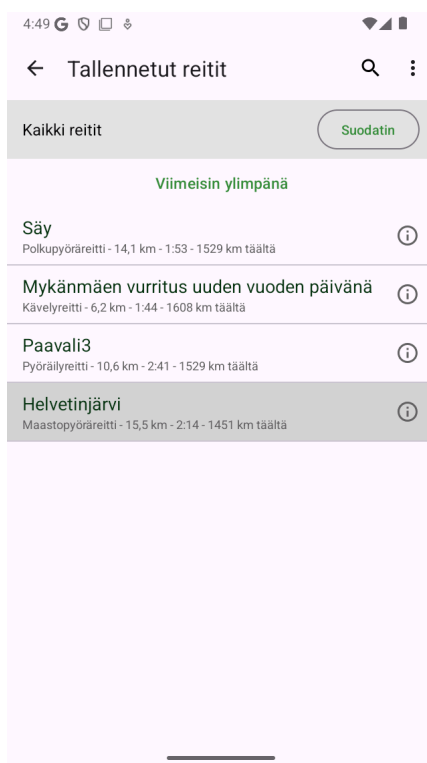 4:49
Tallennetut reitit
Kaikki reitit
Suodatin
Viimeisin ylimpänä
Säy
Polkupyöräreitti - 14,1 km - 1:53 - 1529 km täältä
Mykänmäen vurritus uuden vuoden päivänä
Kävelyreitti - 6,2 km - 1:44 - 1608 km täältä
Paavali3
Pyöräilyreitti - 10,6 km - 2:41 - 1529 km täältä
Helvetinjärvi
Maastopyöräreitti - 15,5 km - 2:14 - 1451 km täältä